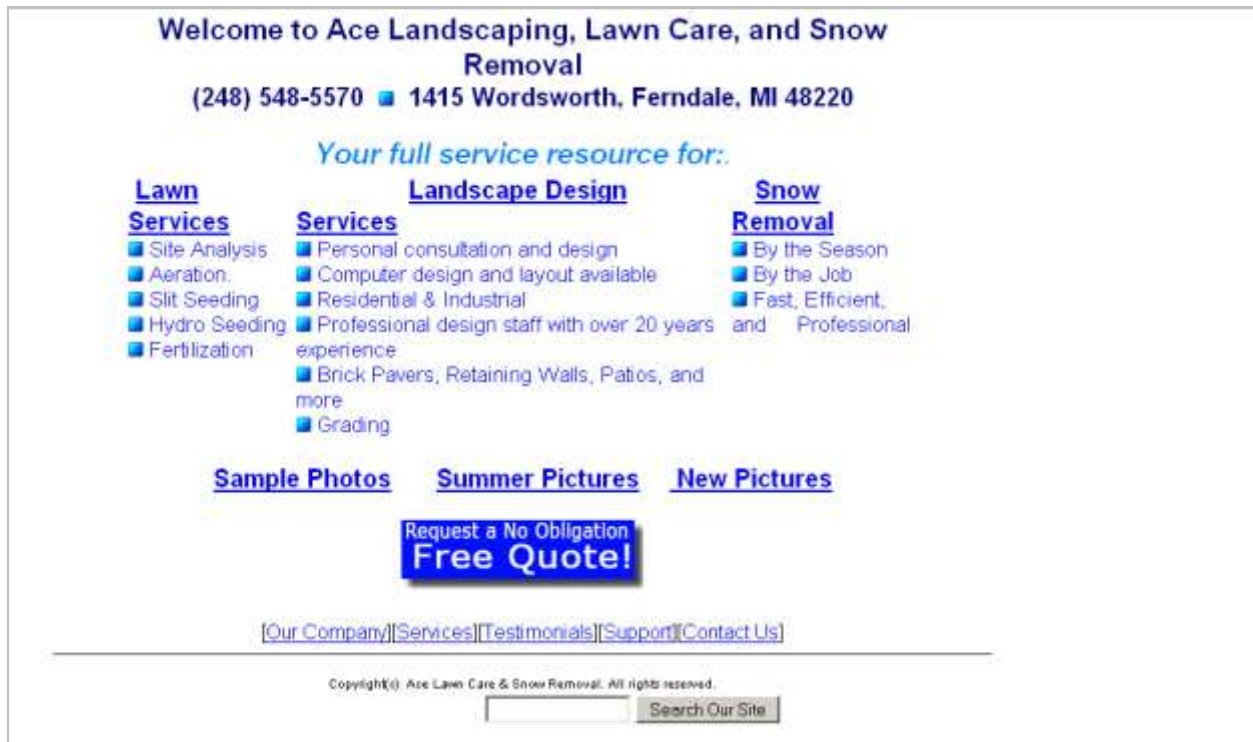 Welcome to Ace Landscaping, Lawn Care, and Snow
Removal
(248) 548-5570 1415 Wordsworth, Ferndale, MI 48220
Your full service resource for:.
Lawn
Services
Site Analysis
Aeration.
Slit Seeding
Hydro Seeding
Fertilization
Landscape Design
Services
Personal consultation and design
Computer design and layout available
Residential & Industrial
Professional design staff with over 20 years
experience
Brick Pavers, Retaining Walls, Patios, and
more
Grading
Snow
Removal
By the Season
By the Job
Fast, Efficient,
and Professional
Sample Photos Summer Pictures New Pictures
Request a No Obligation
Free Quote!
[Our Company][Services][Testimonials][Support][Contact Us]
Copyright(c) Ace Lawn Care & Snow Removal. All rights reserved.
Search Our Site